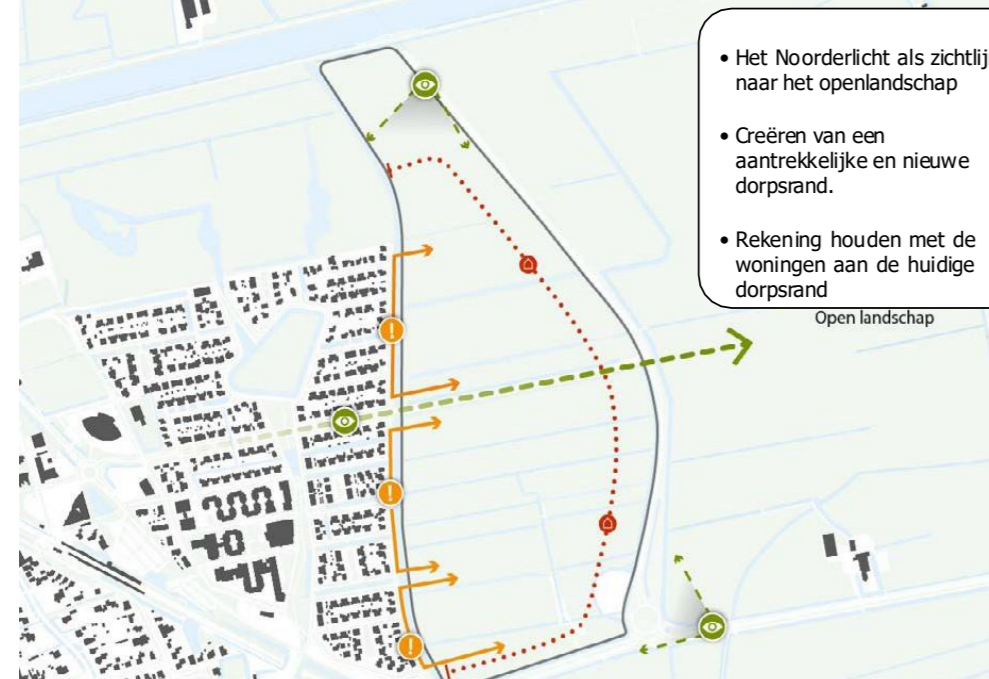 • Het Noorderlicht als zichtlij
naar het openlandschap
• Creëren van een
aantrekkelijke en nieuwe
dorpsrand.
• Rekening houden met de
woningen aan de huidige
dorpsrand
Open landschap